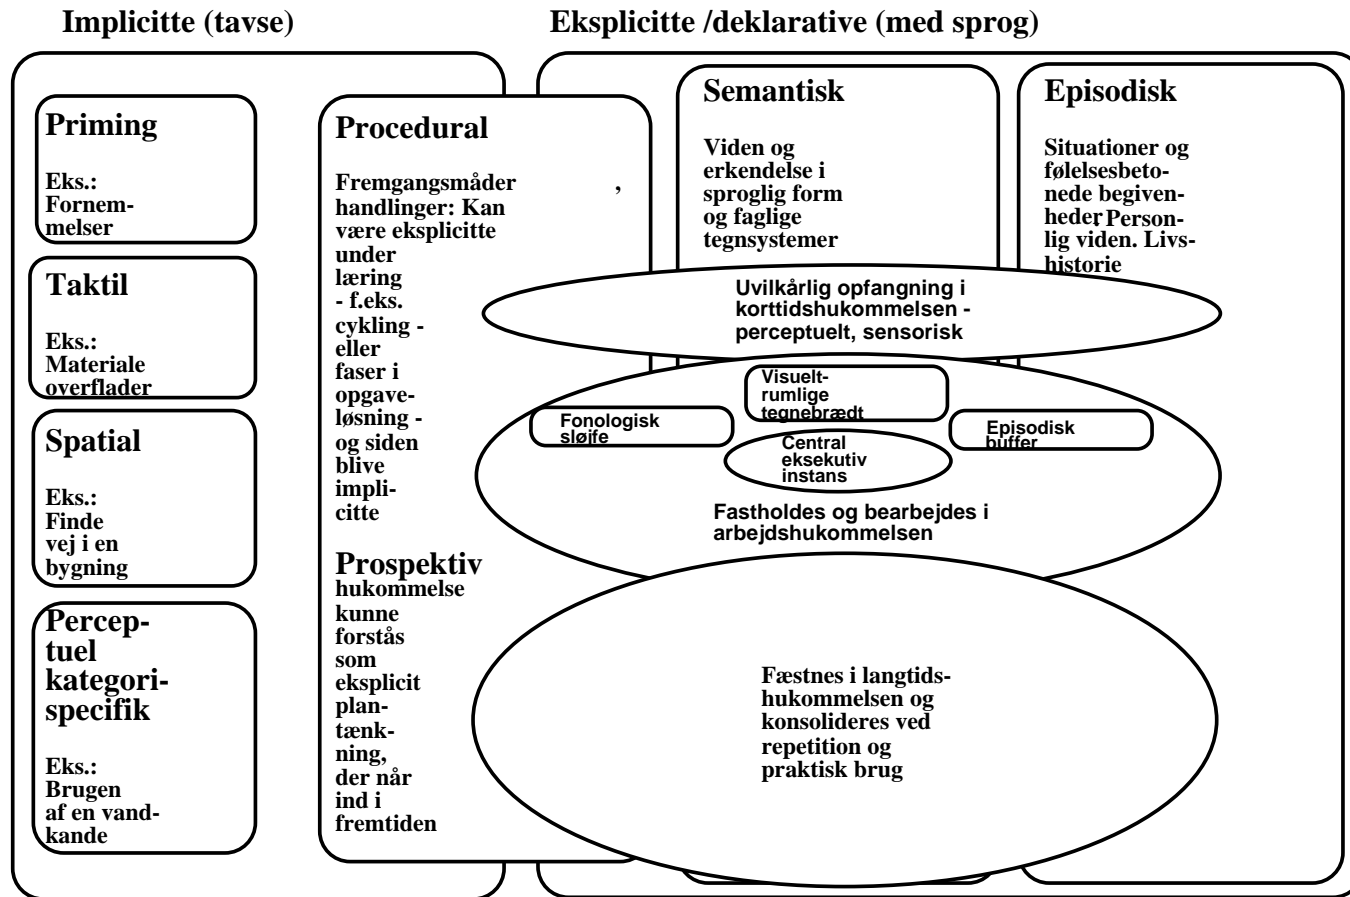 Implicitte (tavse)
Eksplicitte /deklarative (med sprog)
Priming
Eks.:
Fornem-
melser
Taktil
Eks.:
Materiale
overflader
Spatial
Eks.:
Finde
vej i en
bygning
Percep-
tuel
kategori-
specifik
Eks.:
Brugen
af en vand-
kande
Procedural
Fremgangsmåder ,
handlinger: Kan
være eksplicitte
under
læring
- f.eks.
cykling -
eller
faser i
opgave-
løsning -
og siden
blive
impli-
citte
Prospektiv
hukommelse
kunne
forstås
som
eksplicit
plan-
tænk-
ning,
der når
ind i
fremtiden
Semantisk
Viden og
erkendelse i
sproglig form
og faglige
tegnsystemer
Episodisk
Situationer og
følelsesbeto-
nede begiven-
heder Person-
lig viden. Livs-
historie
Uvilkårlig opfangning i
korttidshukommelsen -
perceptuelt, sensorisk
Visuelt-
rumlige
tegnebrædt
Fonologisk
sløjfe
Episodisk
buffer
Central
eksekutiv
instans
Fastholdes og bearbejdes i
arbejdshukommelsen
Fæstnes i langtids-
hukommelsen og
konsolideres ved
repetition og
praktisk brug